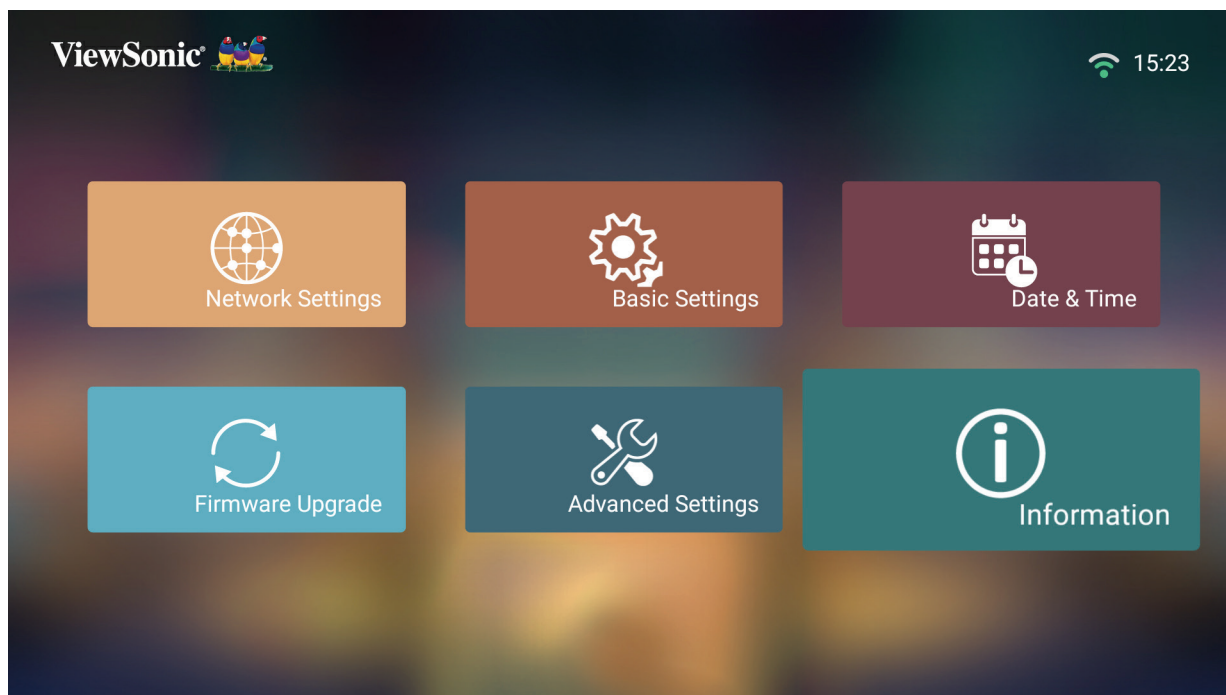 ViewSonic®
15:23
Network Settings
Basic Settings
Date & Time
Firmware Upgrade
Advanced Settings
Information